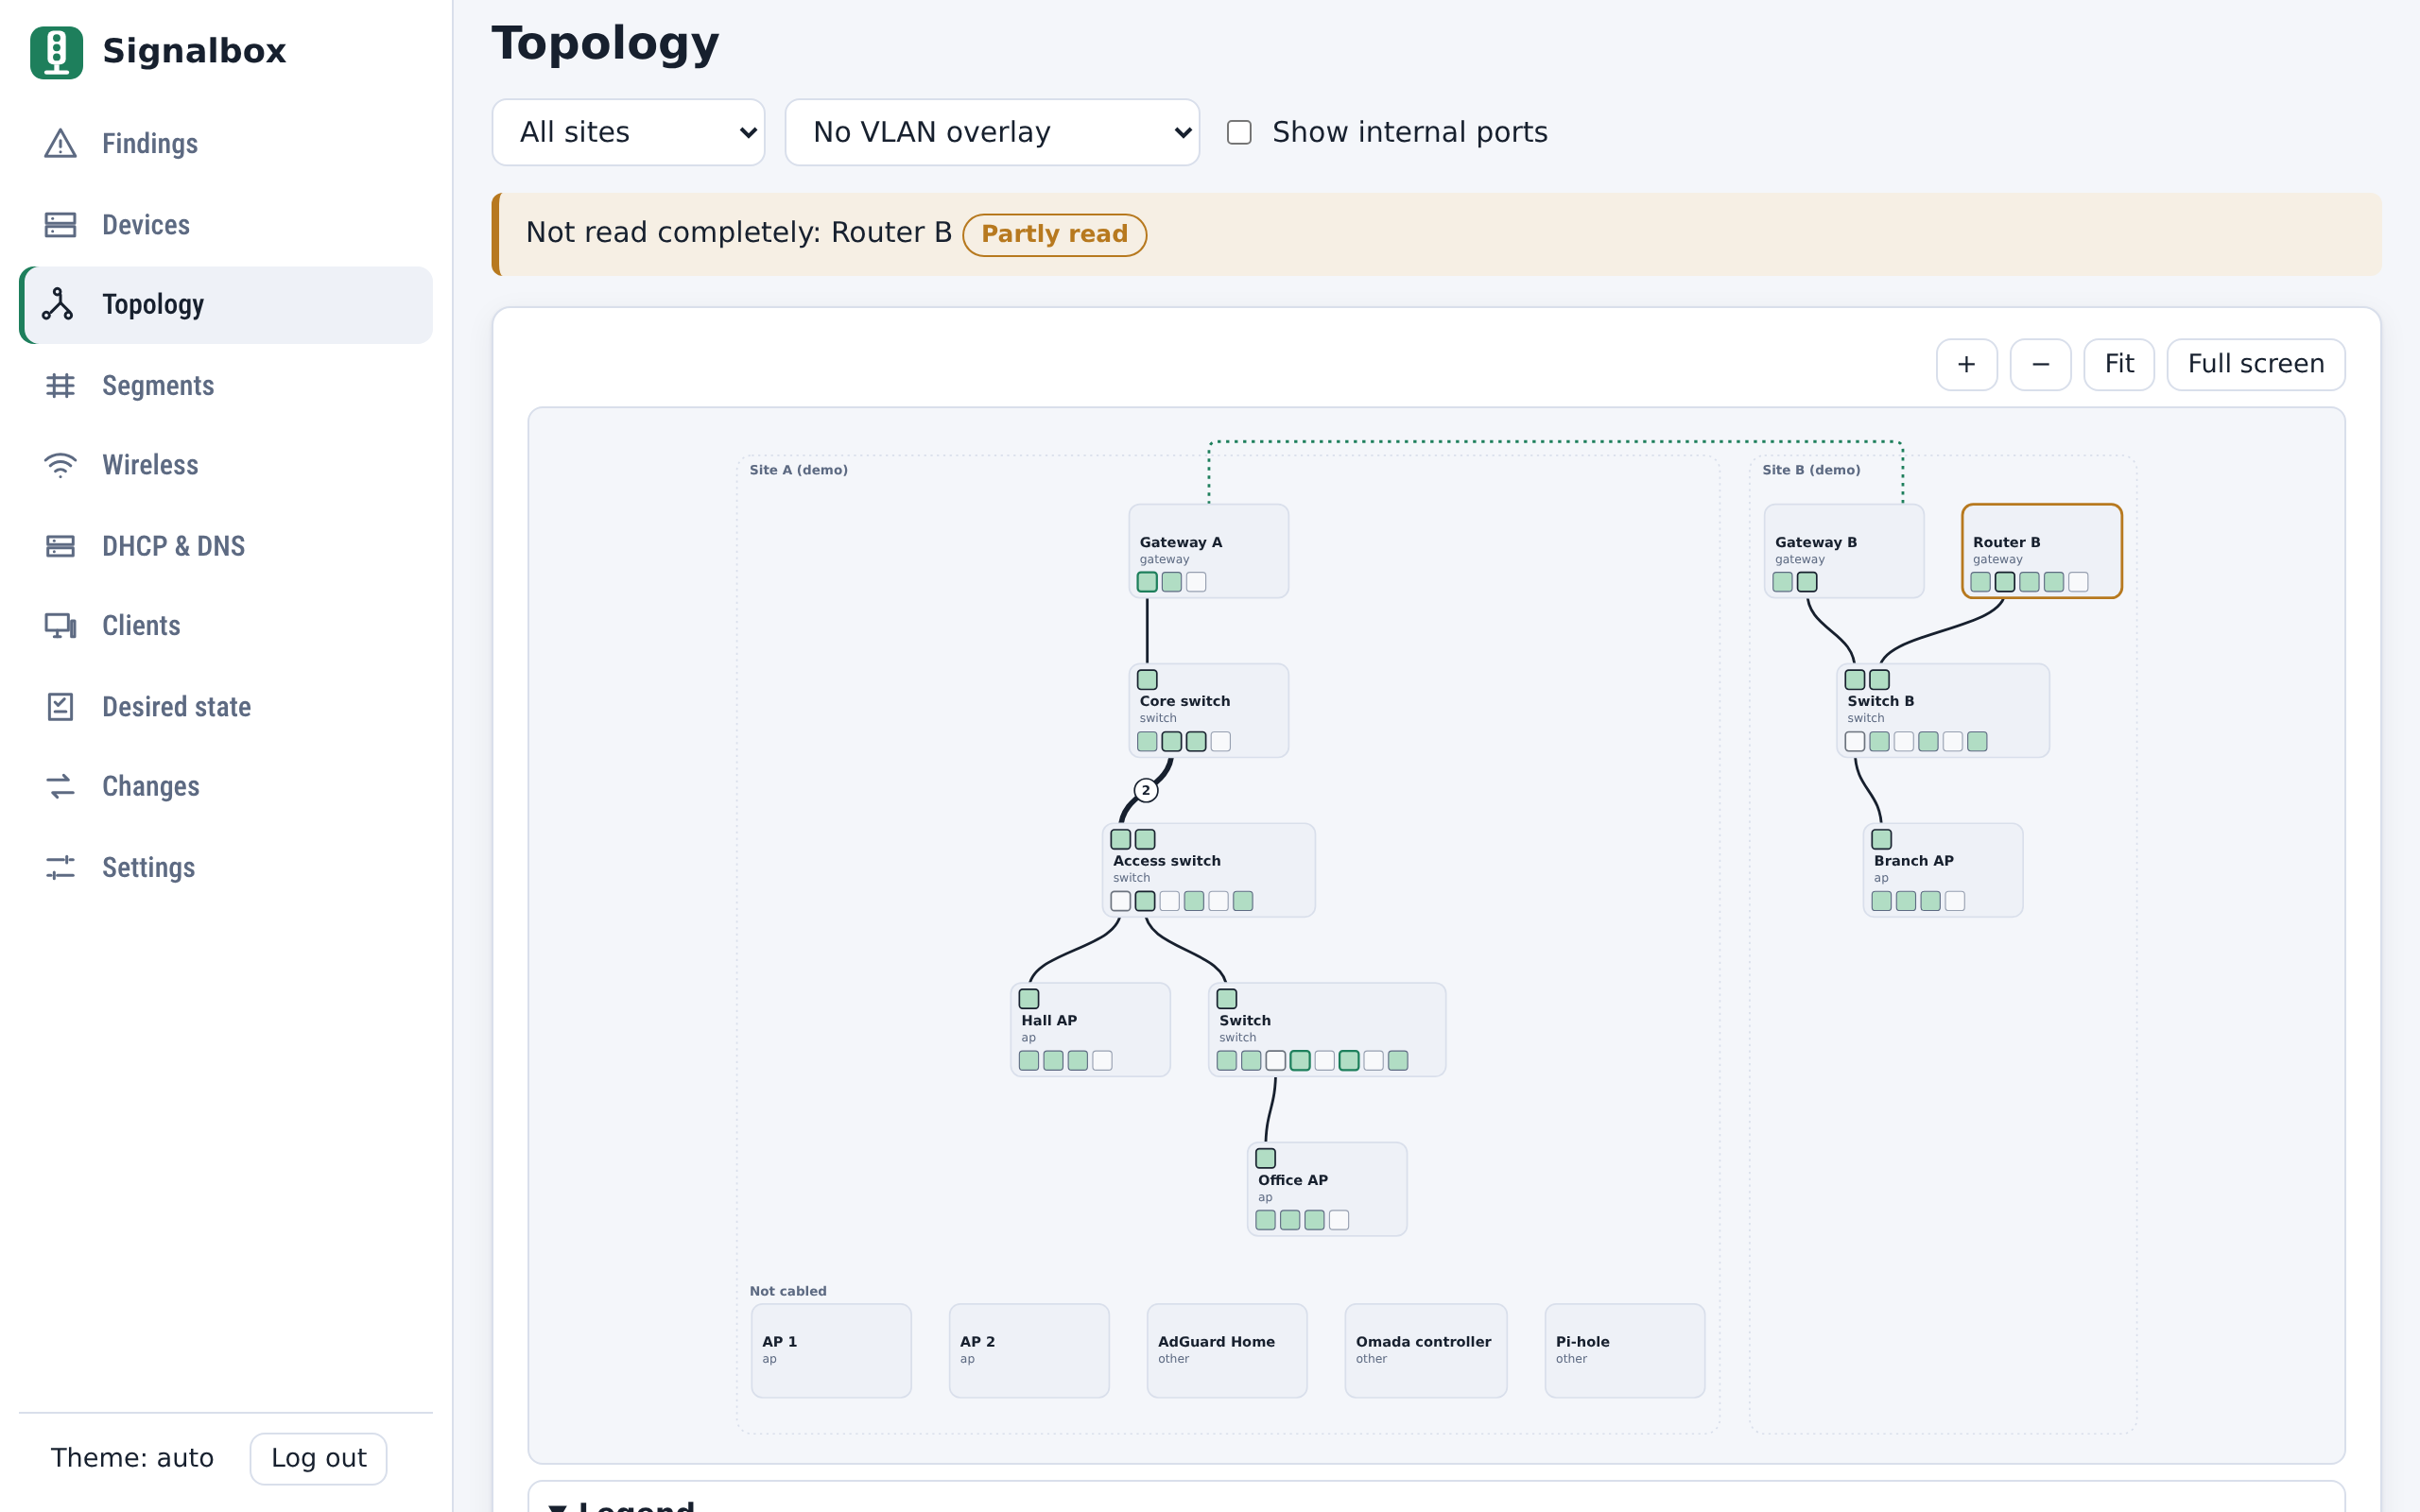 Signalbox
Findings
Devices
Topology
Segments
Wireless
DHCP & DNS
Clients
Desired state
Changes
Settings
Theme: auto
Log out
Topology
All sites
No VLAN overlay
Show internal ports
Not read completely: Router B Partly read
+
−
Fit
Full screen
Site A (demo)
Site B (demo)
Gateway A
gateway
Gateway B
gateway
Router B
gateway
Core switch
switch
Switch B
switch
2
Access switch
switch
Branch AP
ap
Hall AP
ap
Switch
switch
Office AP
ap
Not cabled
AP 1
ap
AP 2
ap
AdGuard Home
other
Omada controller
other
Pi-hole
other
Legend